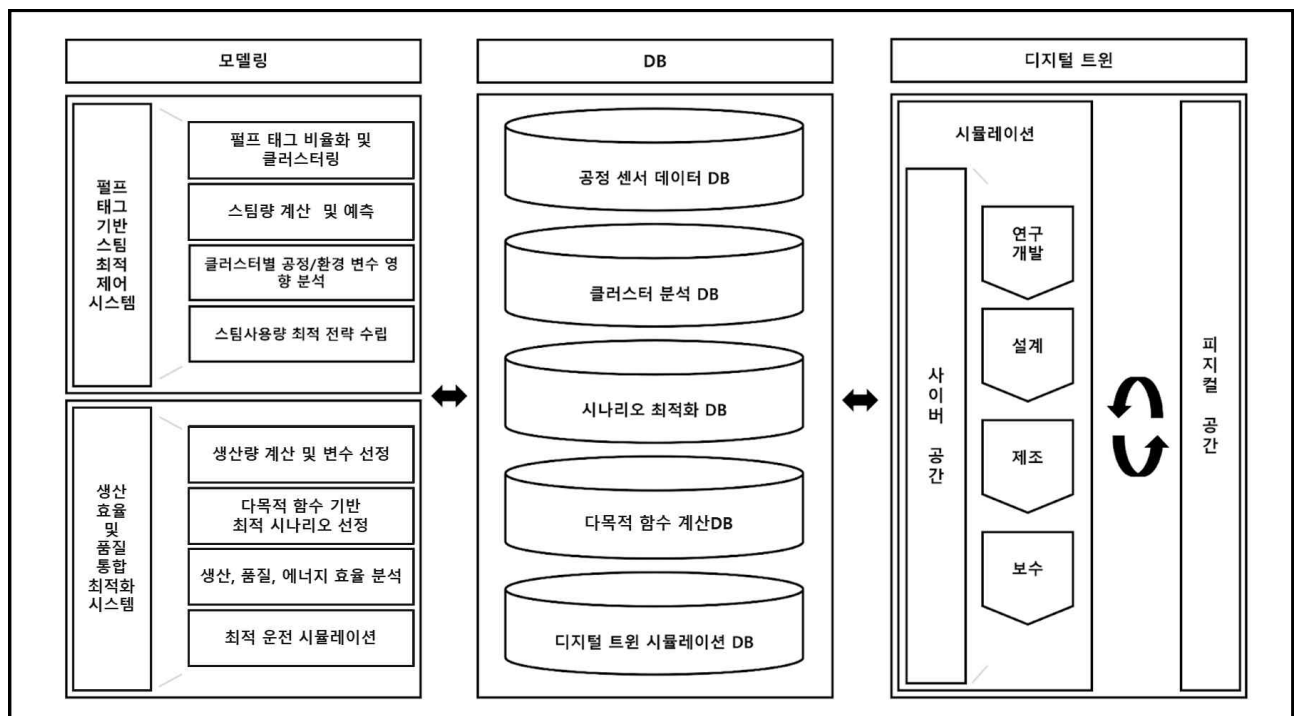 모델링
펄프
태그
기반
스팀
최적
제어
시스템
펄프 태그 비율화 및
클러스터링
스팀량 계산 및 예측
클러스터별 공정/환경 변수 영
향 분석
스팀사용량 최적 전략 수립
생산
효율
및
품질
통합
최적화
시스템
생산량 계산 및 변수 선정
다목적 함수 기반
최적 시나리오 선정
생산, 품질, 에너지 효율 분석
최적 운전 시뮬레이션
DB
공정 센서 데이터 DB
클러스터 분석 DB
시나리오 최적화 DB
다목적 함수 계산DB
디지털 트윈 시뮬레이션 DB
디지털 트윈
시뮬레이션
사
이
버
공
간
연구
개발
설계
제조
보수
피
지
컬
공
간